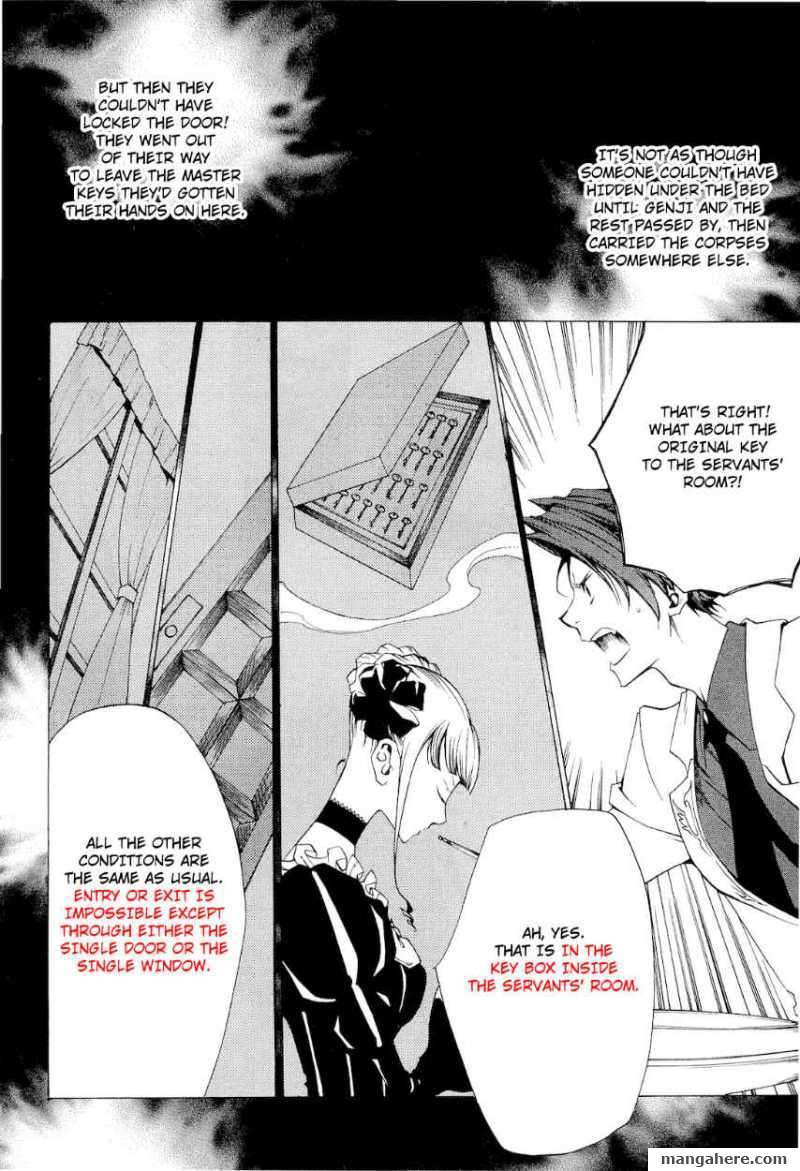 IT'S NOT AS THOUGH
SOMEONE COULDN'T HAVE
HIDDEN UNDER THE BED
UNTIL GENJI AND THE
REST PASSED BY, THEN
CARRIED THE CORPSES
SOMEWHERE ELSE.
BUT THEN THEY
COULDN'T HAVE
LOCKED THE DOOR!
THEY WENT OUT
OF THEIR WAY
TO LEAVE THE MASTER
KEYS THEY'D GOTTEN
THEIR HANDS ON HERE.
THAT'S RIGHT!
WHAT ABOUT THE
ORIGINAL KEY
TO THE SERVANTS'
ROOM?!
AH, YES.
THAT IS IN THE
KEY BOX INSIDE
THE SERVANTS' ROOM.
ALL THE OTHER
CONDITIONS ARE
THE SAME AS USUAL.
ENTRY OR EXIT IS
IMPOSSIBLE EXCEPT
THROUGH EITHER THE
SINGLE DOOR OR THE
SINGLE WINDOW.
mangahere.com